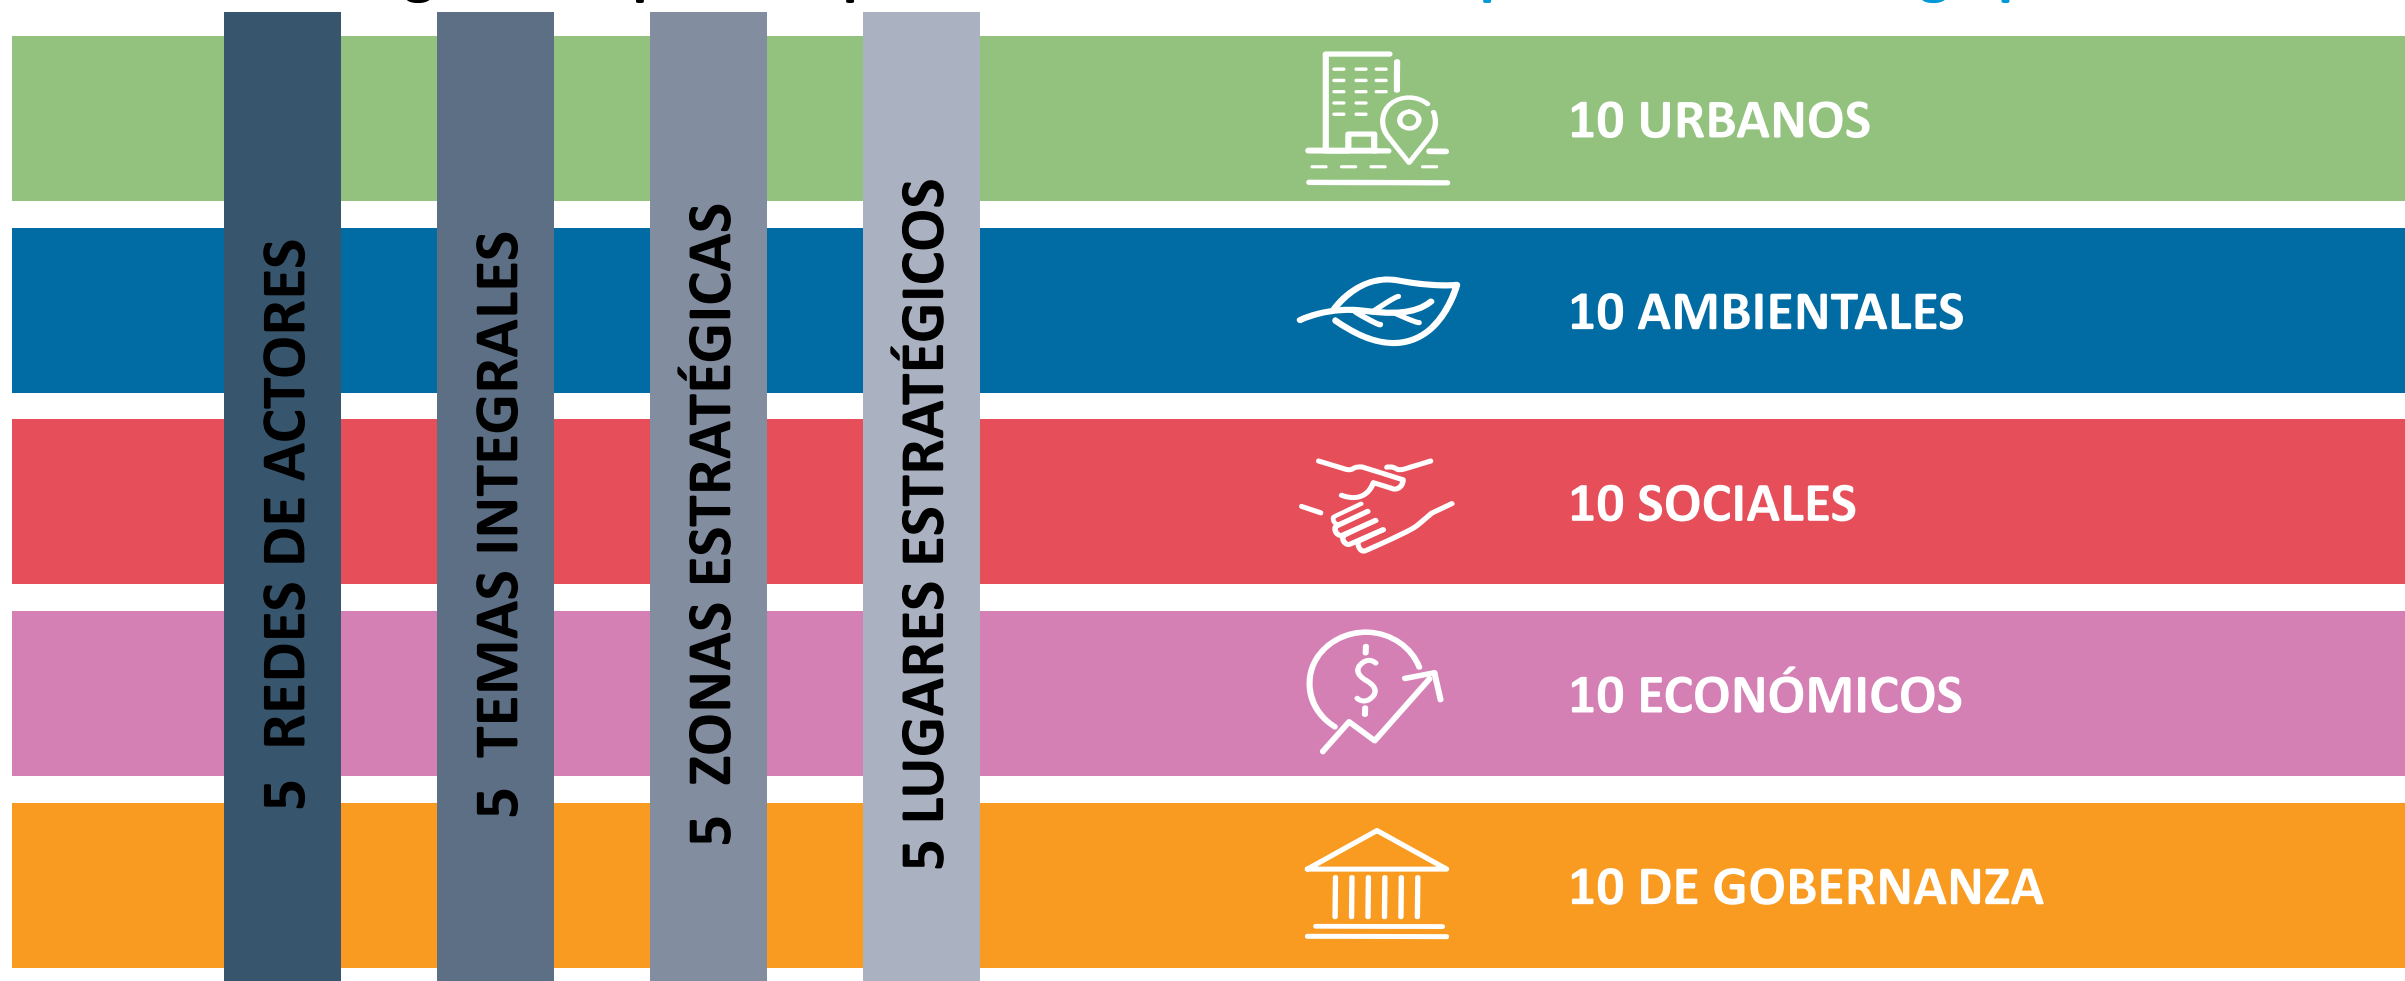 5 REDES DE ACTORES
5 TEMAS INTEGRALES
5 ZONAS ESTRATÉGICAS
5 LUGARES ESTRATÉGICOS
10 URBANOS
10 AMBIENTALES
10 SOCIALES
10 ECONÓMICOS
10 DE GOBERNANZA